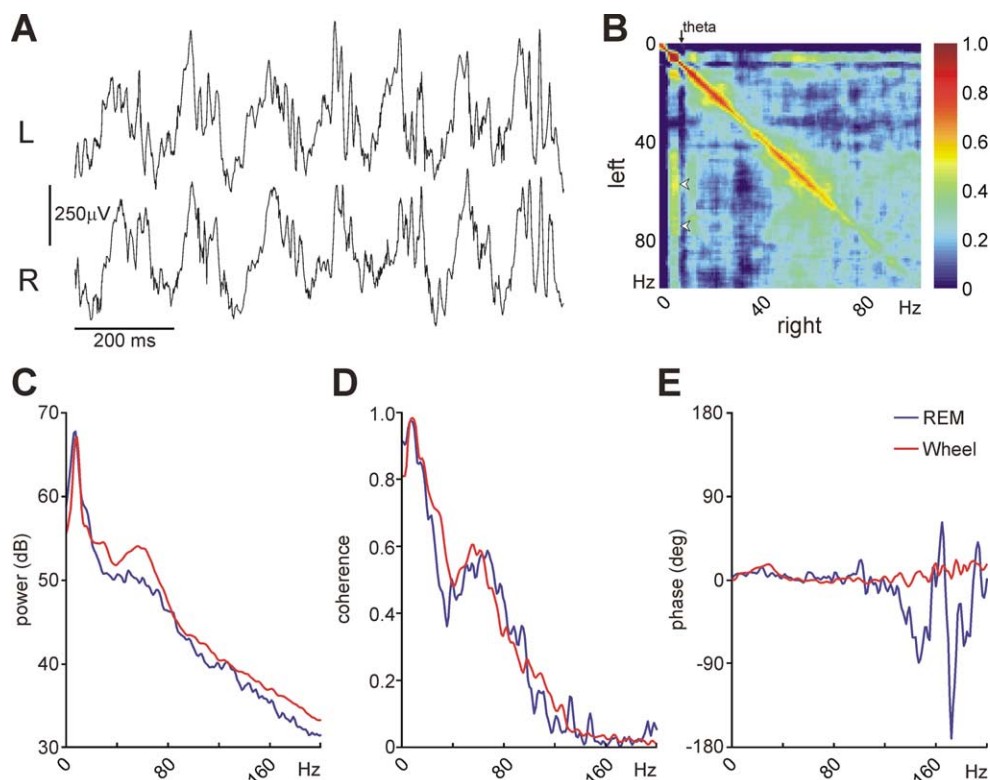 A
L
250μV
R
200 ms
B
theta
0
40
80
Hz
left
0
40
80
Hz
right
1.0
0.8
0.6
0.4
0.2
0
C
70
60
50
40
30
power (dB)
0
80
160
Hz
D
1.0
0.8
0.6
0.4
0.2
0
coherence
0
80
160
Hz
E
180
90
0
-90
-180
phase (deg)
REM
Wheel
0
80
160
Hz